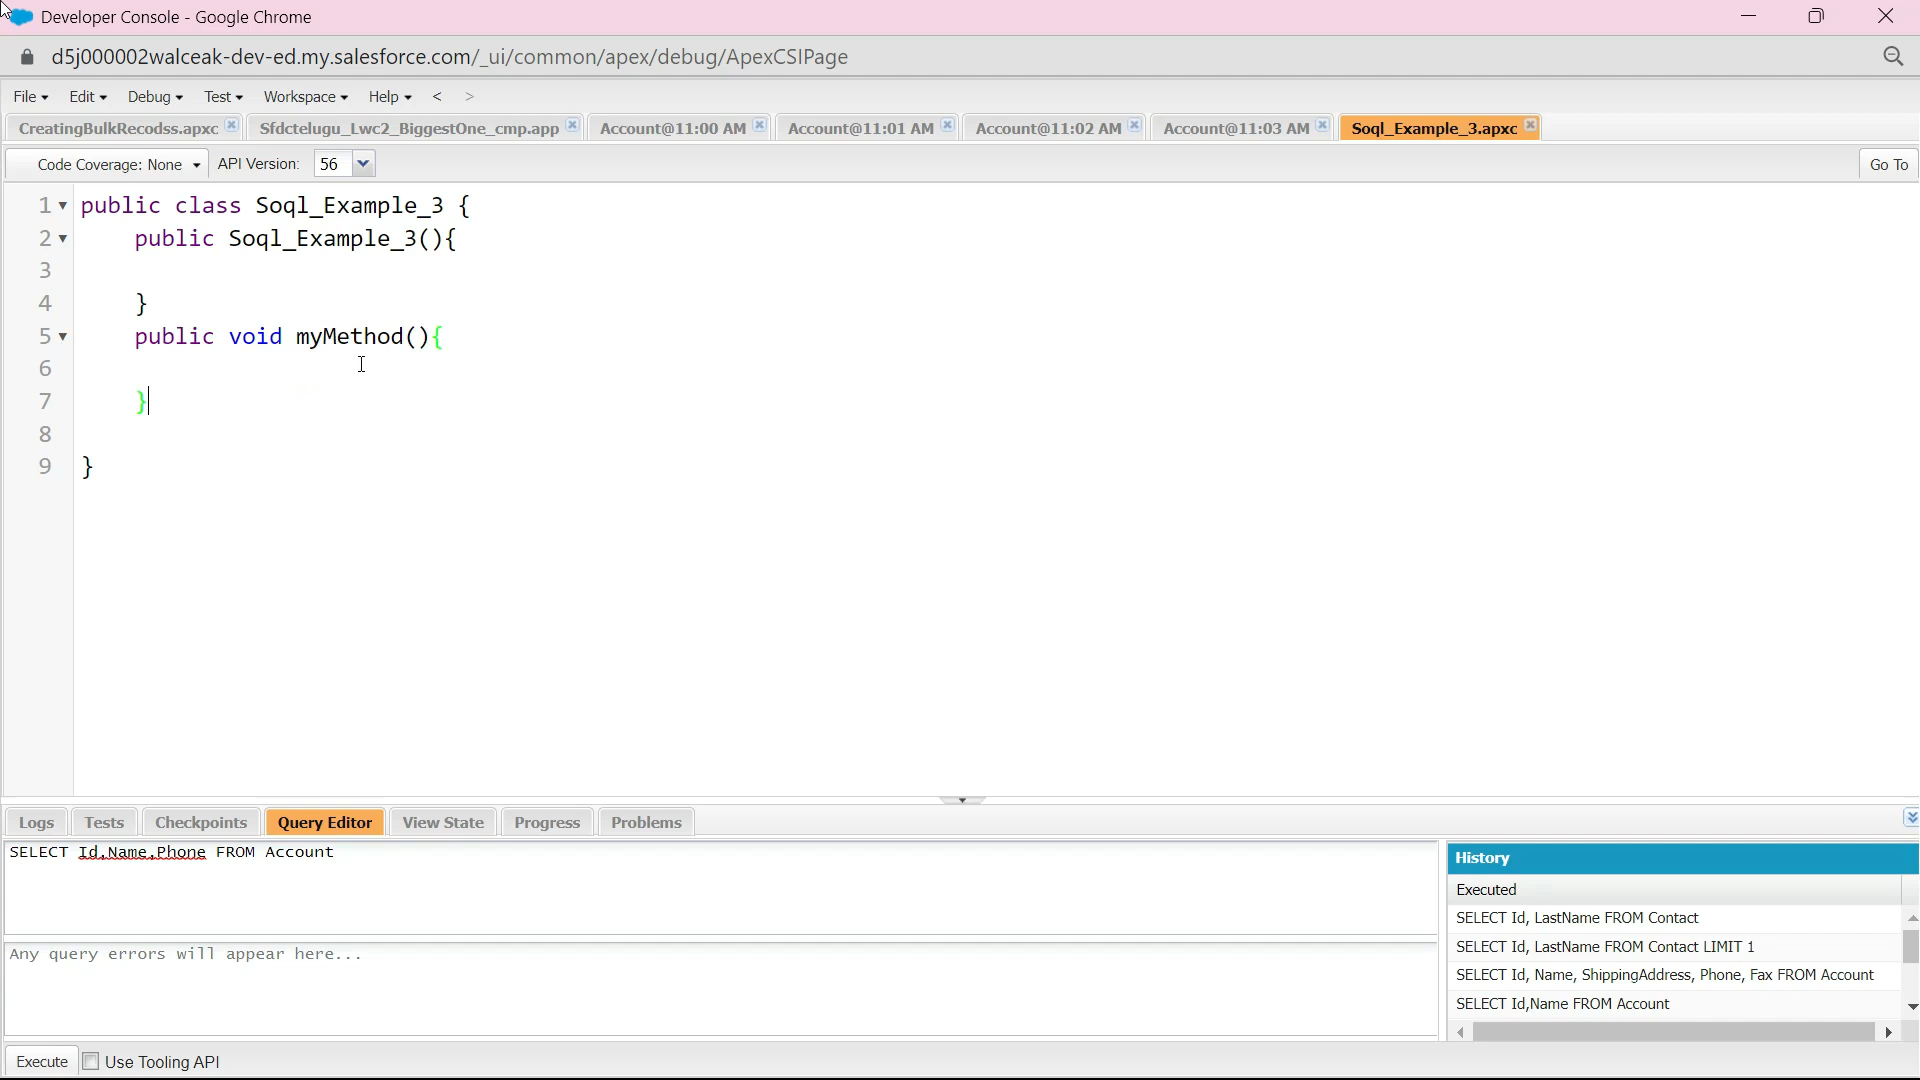 Developer Console - Google Chrome
d5j000002walceak-dev-ed.my.salesforce.com/_ui/common/apex/debug/ApexCSIPage
File Edit Debug Test Workspace Help < >
CreatingBulkRecodss.apxc Sfdctelugu_Lwc2_BiggestOne_cmp.app Account@11:00 AM Account@11:01 AM Account@11:02 AM Account@11:03 AM Soql_Example_3.apxc
Code Coverage: None API Version: 56 Go To
1 public class Soql_Example_3 {
2 public Soql_Example_3(){
3
4 }
5 public void myMethod(){
6
7 }
8
9 }
Logs Tests Checkpoints Query Editor View State Progress Problems
SELECT Id,Name,Phone FROM Account
Any query errors will appear here...
History
Executed
SELECT Id, LastName FROM Contact
SELECT Id, LastName FROM Contact LIMIT 1
SELECT Id, Name, ShippingAddress, Phone, Fax FROM Account
SELECT Id,Name FROM Account
Execute Use Tooling API